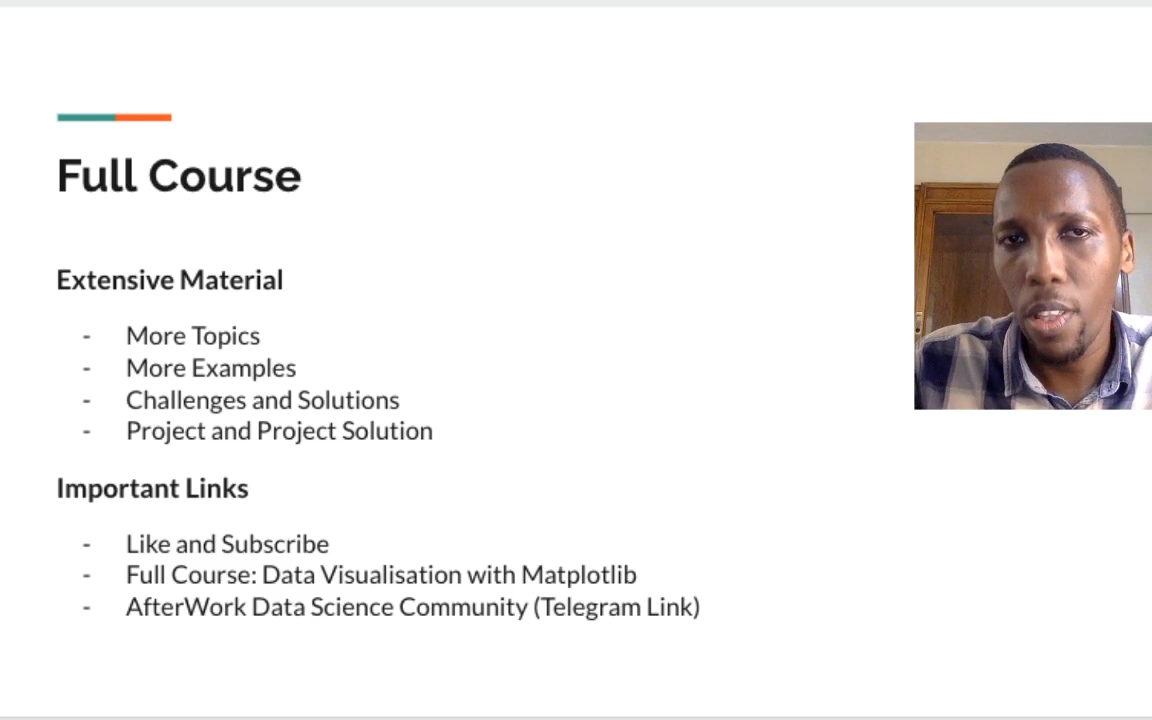 Full Course
Extensive Material
- More Topics
- More Examples
- Challenges and Solutions
- Project and Project Solution
Important Links
- Like and Subscribe
- Full Course: Data Visualisation with Matplotlib
- AfterWork Data Science Community (Telegram Link)